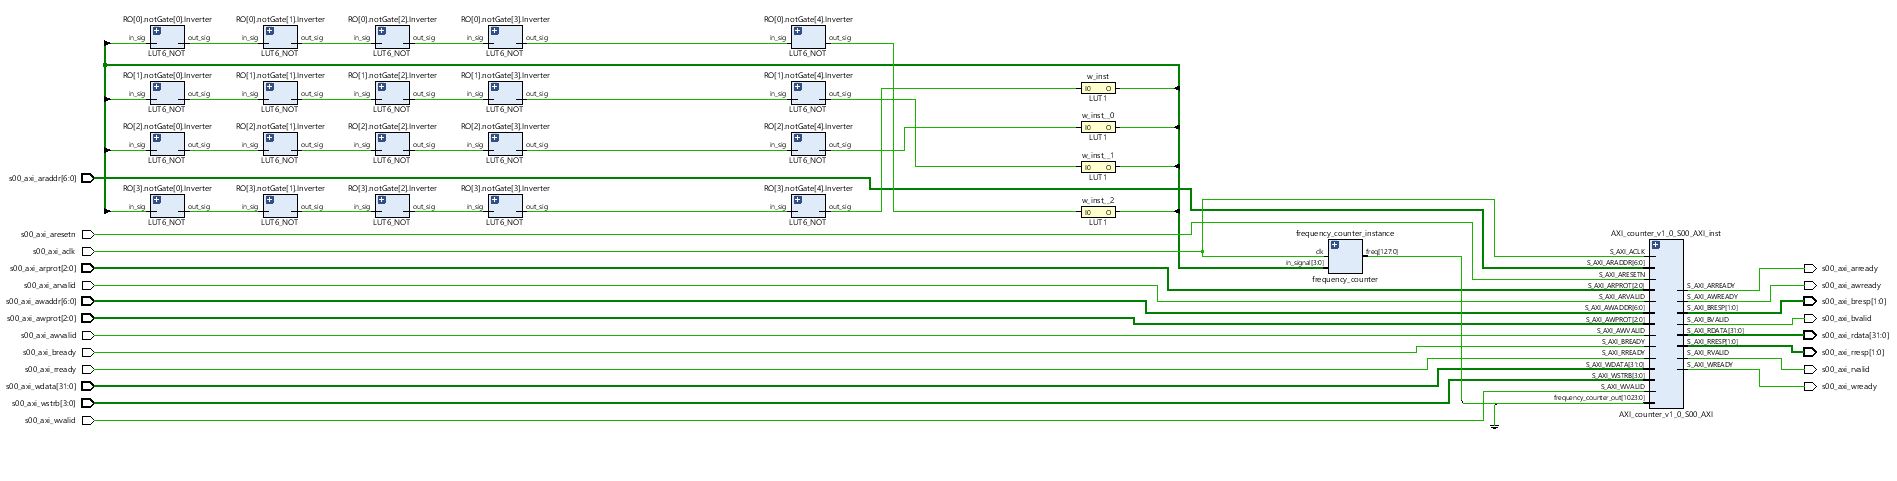 RO[0].notGate[0].Inverter RO[0].notGate[1].Inverter RO[0].notGate[2].Inverter RO[0].notGate[3].Inverter RO[0].notGate[4].Inverter
in_sig out_sig in_sig out_sig in_sig out_sig in_sig out_sig in_sig out_sig
LUT6_NOT LUT6_NOT LUT6_NOT LUT6_NOT LUT6_NOT
RO[1].notGate[0].Inverter RO[1].notGate[1].Inverter RO[1].notGate[2].Inverter RO[1].notGate[3].Inverter RO[1].notGate[4].Inverter
in_sig out_sig in_sig out_sig in_sig out_sig in_sig out_sig in_sig out_sig
LUT6_NOT LUT6_NOT LUT6_NOT LUT6_NOT LUT6_NOT
w_inst
I0 O
LUT1
RO[2].notGate[0].Inverter RO[2].notGate[1].Inverter RO[2].notGate[2].Inverter RO[2].notGate[3].Inverter RO[2].notGate[4].Inverter
in_sig out_sig in_sig out_sig in_sig out_sig in_sig out_sig in_sig out_sig
LUT6_NOT LUT6_NOT LUT6_NOT LUT6_NOT LUT6_NOT
w_inst__0
I0 O
LUT1
w_inst__1
I0 O
LUT1
s00_axi_araddr[6:0]
RO[3].notGate[0].Inverter RO[3].notGate[1].Inverter RO[3].notGate[2].Inverter RO[3].notGate[3].Inverter RO[3].notGate[4].Inverter
in_sig out_sig in_sig out_sig in_sig out_sig in_sig out_sig in_sig out_sig
LUT6_NOT LUT6_NOT LUT6_NOT LUT6_NOT LUT6_NOT
w_inst__2
I0 O
LUT1
s00_axi_aresetn
s00_axi_aclk
s00_axi_arprot[2:0]
s00_axi_arvalid
s00_axi_awaddr[6:0]
s00_axi_awprot[2:0]
s00_axi_awvalid
s00_axi_bready
s00_axi_rready
s00_axi_wdata[31:0]
s00_axi_wstrb[3:0]
s00_axi_wvalid
frequency_counter_instance
clk freq[127:0]
in_signal[3:0]
frequency_counter
AXI_counter_v1_0_S00_AXI_inst
S_AXI_ACLK
S_AXI_ARADDR[6:0]
S_AXI_ARESETN
S_AXI_ARPROT[2:0]
S_AXI_ARVALID
S_AXI_AWADDR[6:0]
S_AXI_AWPROT[2:0]
S_AXI_AWVALID
S_AXI_BREADY
S_AXI_RREADY
S_AXI_WDATA[31:0]
S_AXI_WSTRB[3:0]
S_AXI_WVALID
frequency_counter_out[1023:0]
S_AXI_ARREADY
S_AXI_AWREADY
S_AXI_BRESP[1:0]
S_AXI_BVALID
S_AXI_RDATA[31:0]
S_AXI_RRESP[1:0]
S_AXI_RVALID
S_AXI_WREADY
AXI_counter_v1_0_S00_AXI
s00_axi_arready
s00_axi_awready
s00_axi_bresp[1:0]
s00_axi_bvalid
s00_axi_rdata[31:0]
s00_axi_rresp[1:0]
s00_axi_rvalid
s00_axi_wready